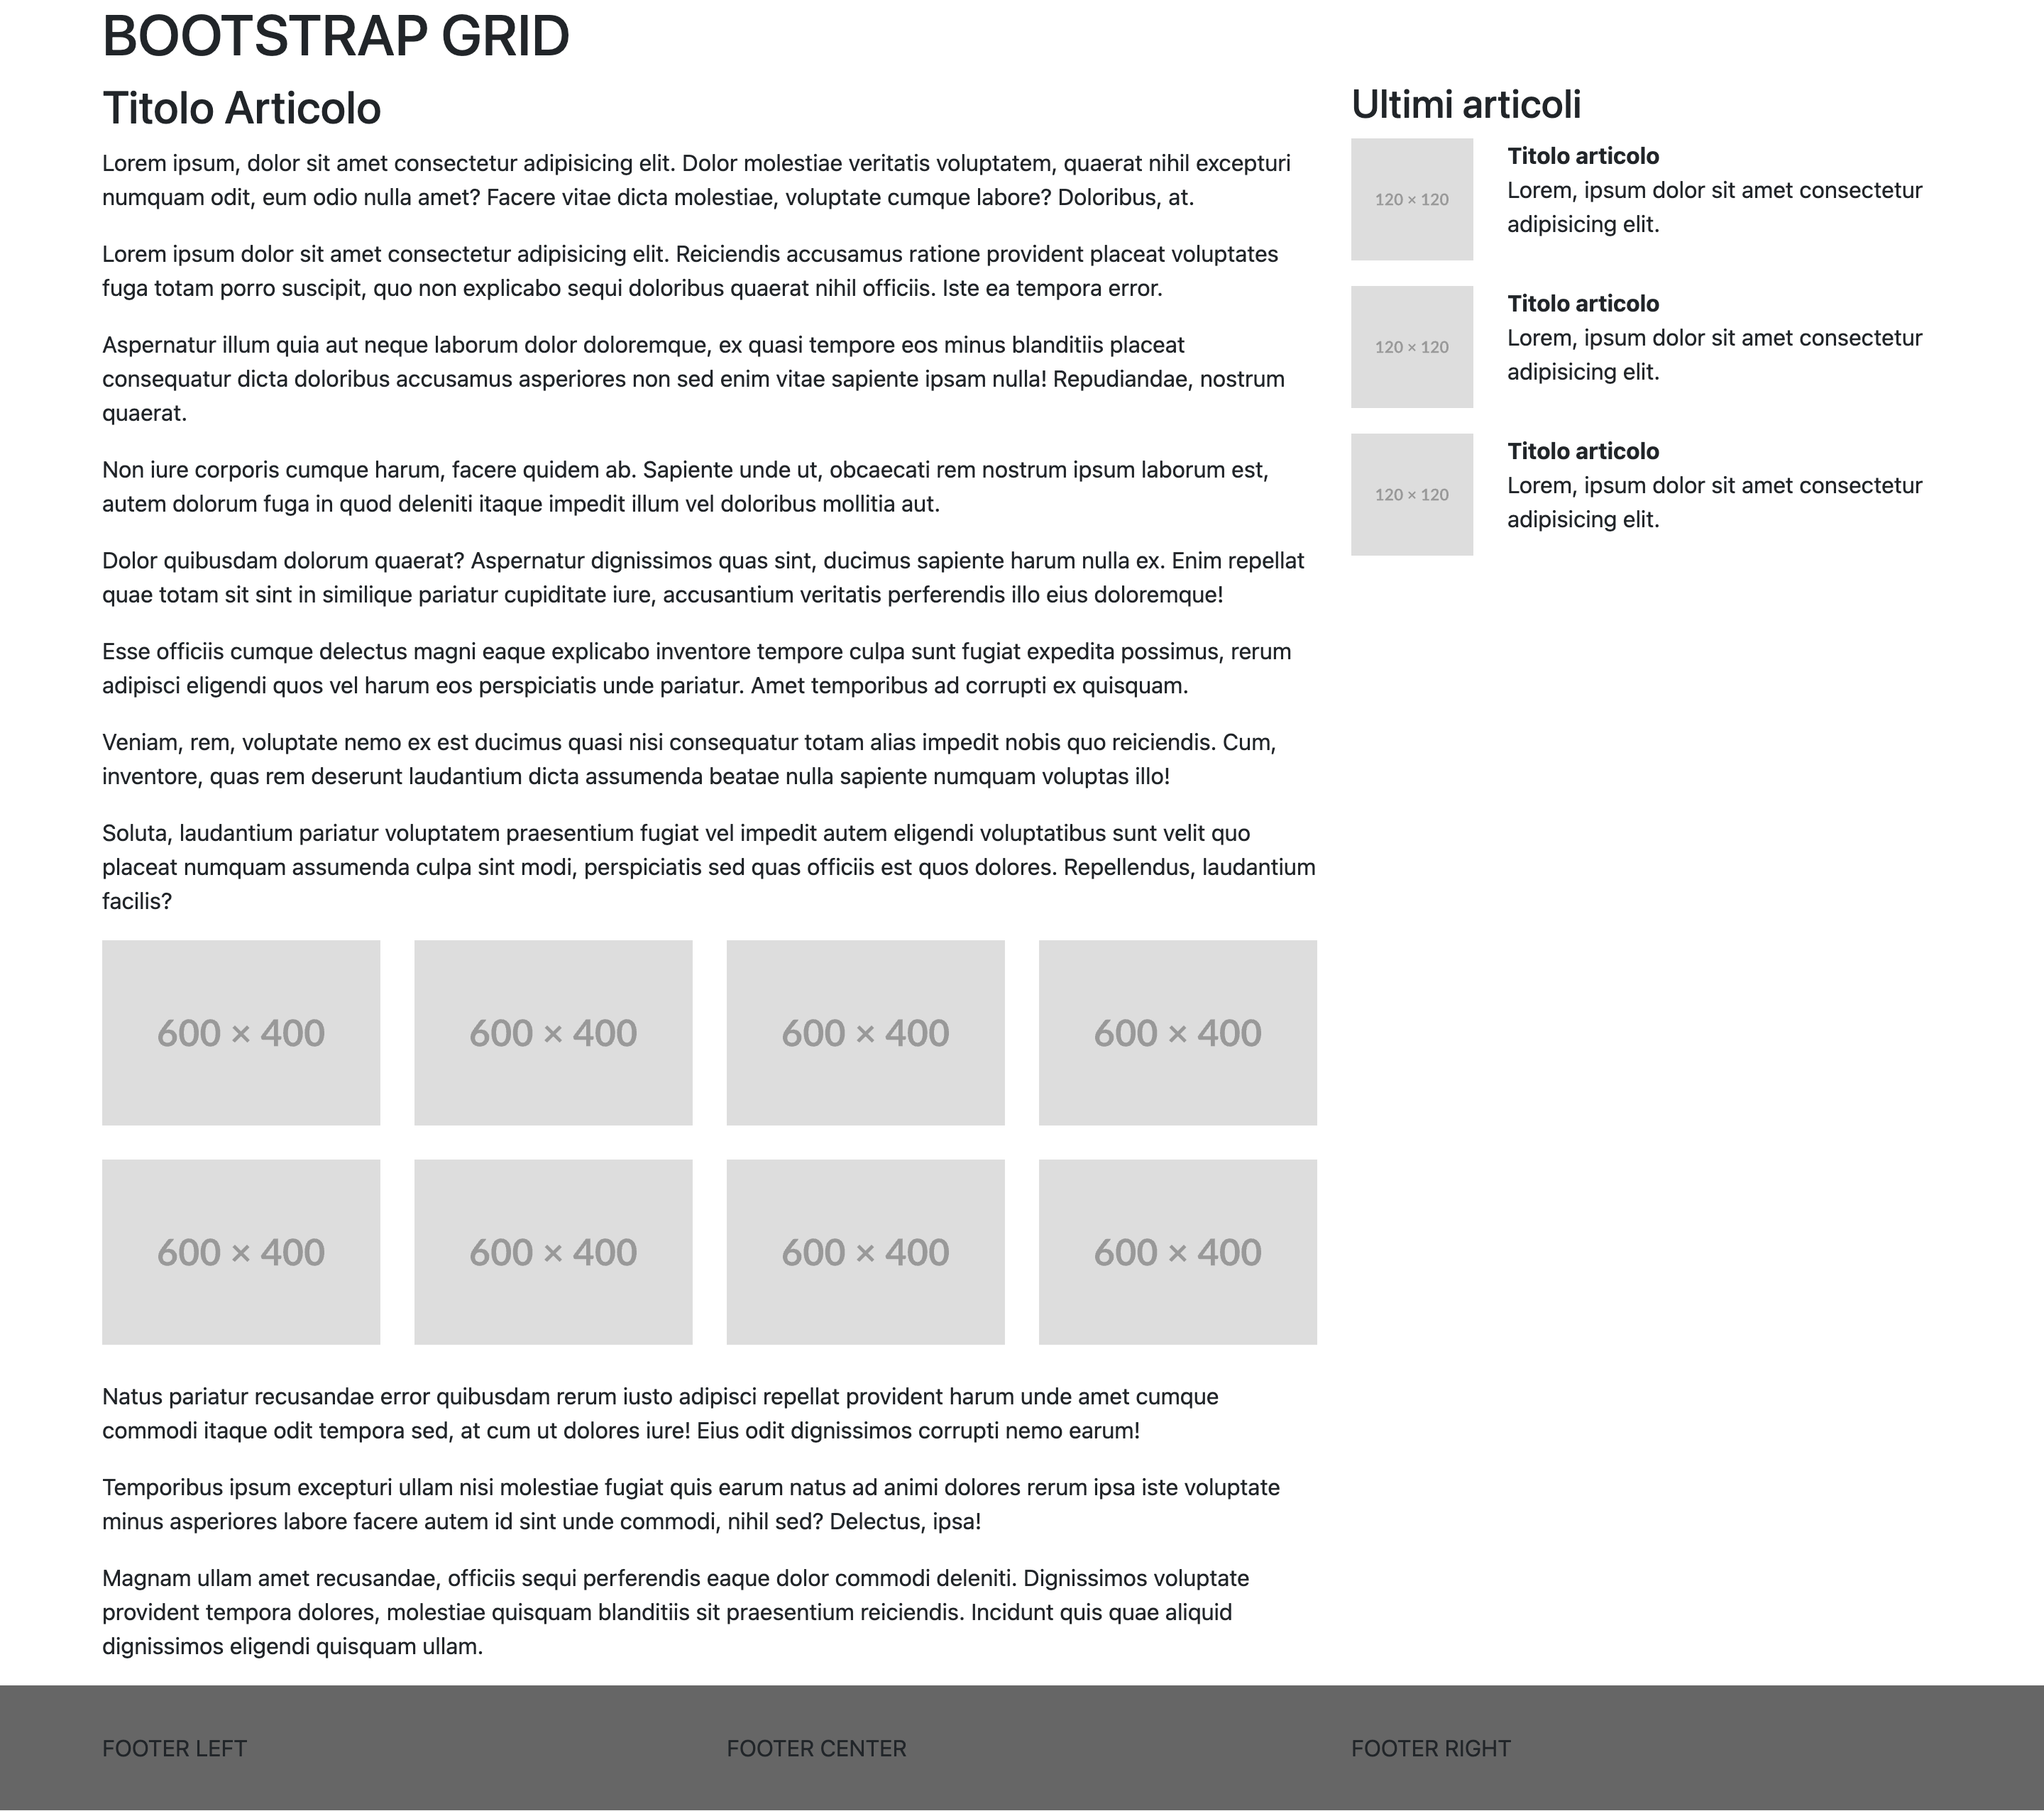 BOOTSTRAP GRID
Titolo Articolo
Lorem ipsum, dolor sit amet consectetur adipisicing elit. Dolor molestiae veritatis voluptatem, quaerat nihil excepturi
numquam odit, eum odio nulla amet? Facere vitae dicta molestiae, voluptate cumque labore? Doloribus, at.
Lorem ipsum dolor sit amet consectetur adipisicing elit. Reiciendis accusamus ratione provident placeat voluptates
fuga totam porro suscipit, quo non explicabo sequi doloribus quaerat nihil officiis. Iste ea tempora error.
Aspernatur illum quia aut neque laborum dolor doloremque, ex quasi tempore eos minus blanditiis placeat
consequatur dicta doloribus accusamus asperiores non sed enim vitae sapiente ipsam nulla! Repudiandae, nostrum
quaerat.
Non iure corporis cumque harum, facere quidem ab. Sapiente unde ut, obcaecati rem nostrum ipsum laborum est,
autem dolorum fuga in quod deleniti itaque impedit illum vel doloribus mollitia aut.
Dolor quibusdam dolorum quaerat? Aspernatur dignissimos quas sint, ducimus sapiente harum nulla ex. Enim repellat
quae totam sit sint in similique pariatur cupiditate iure, accusantium veritatis perferendis illo eius doloremque!
Esse officiis cumque delectus magni eaque explicabo inventore tempore culpa sunt fugiat expedita possimus, rerum
adipisci eligendi quos vel harum eos perspiciatis unde pariatur. Amet temporibus ad corrupti ex quisquam.
Veniam, rem, voluptate nemo ex est ducimus quasi nisi consequatur totam alias impedit nobis quo reiciendis. Cum,
inventore, quas rem deserunt laudantium dicta assumenda beatae nulla sapiente numquam voluptas illo!
Soluta, laudantium pariatur voluptatem praesentium fugiat vel impedit autem eligendi voluptatibus sunt velit quo
placeat numquam assumenda culpa sint modi, perspiciatis sed quas officiis est quos dolores. Repellendus, laudantium
facilis?
600 × 400
600 × 400
600 × 400
600 × 400
600 × 400
600 × 400
600 × 400
600 × 400
Natus pariatur recusandae error quibusdam rerum iusto adipisci repellat provident harum unde amet cumque
commodi itaque odit tempora sed, at cum ut dolores iure! Eius odit dignissimos corrupti nemo earum!
Temporibus ipsum excepturi ullam nisi molestiae fugiat quis earum natus ad animi dolores rerum ipsa iste voluptate
minus asperiores labore facere autem id sint unde commodi, nihil sed? Delectus, ipsa!
Magnam ullam amet recusandae, officiis sequi perferendis eaque dolor commodi deleniti. Dignissimos voluptate
provident tempora dolores, molestiae quisquam blanditiis sit praesentium reiciendis. Incidunt quis quae aliquid
dignissimos eligendi quisquam ullam.
Ultimi articoli
120 × 120
Titolo articolo
Lorem, ipsum dolor sit amet consectetur
adipisicing elit.
120 × 120
Titolo articolo
Lorem, ipsum dolor sit amet consectetur
adipisicing elit.
120 × 120
Titolo articolo
Lorem, ipsum dolor sit amet consectetur
adipisicing elit.
FOOTER LEFT
FOOTER CENTER
FOOTER RIGHT